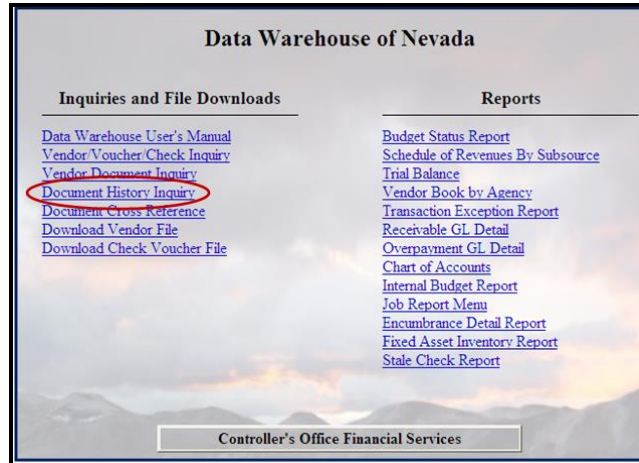 Data Warehouse of Nevada
Inquiries and File Downloads
Data Warehouse User's Manual
Vendor/Voucher/Check Inquiry
Vendor Document Inquiry
Document History Inquiry
Document Cross Reference
Download Vendor File
Download Check Voucher File
Reports
Budget Status Report
Schedule of Revenues By Subsource
Trial Balance
Vendor Book by Agency
Transaction Exception Report
Receivable GL Detail
Overpayment GL Detail
Chart of Accounts
Internal Budget Report
Job Report Menu
Encumbrance Detail Report
Fixed Asset Inventory Report
Stale Check Report
Controller's Office Financial Services